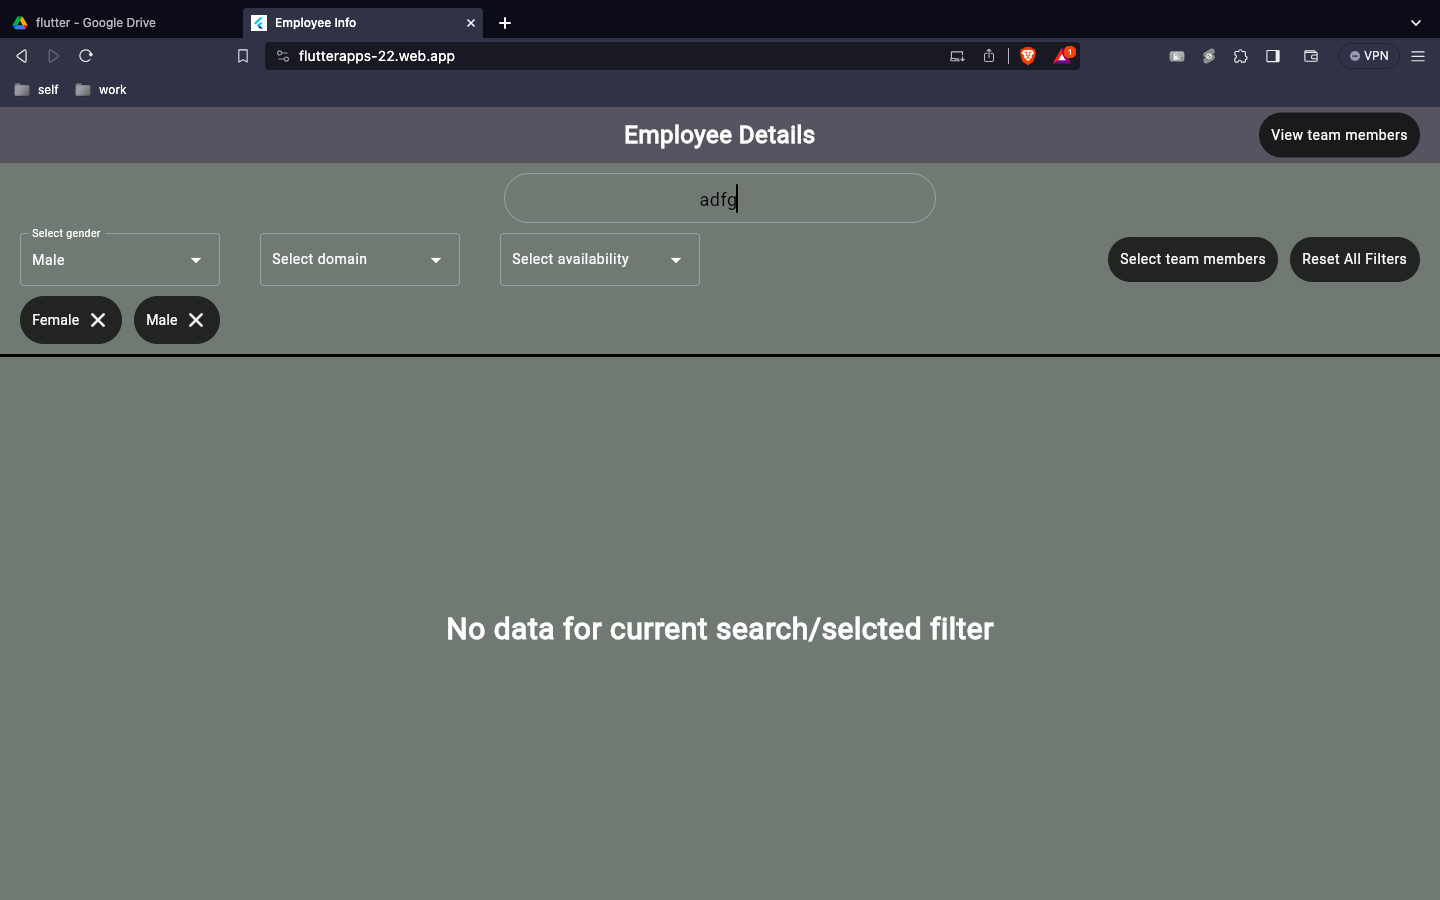 flutter - Google Drive
Employee Info
flutterapps-22.web.app
1
VPN
self
work
Employee Details
View team members
adfg
Select gender
Male
Select domain
Select availability
Select team members
Reset All Filters
Female
Male
No data for current search/selcted filter